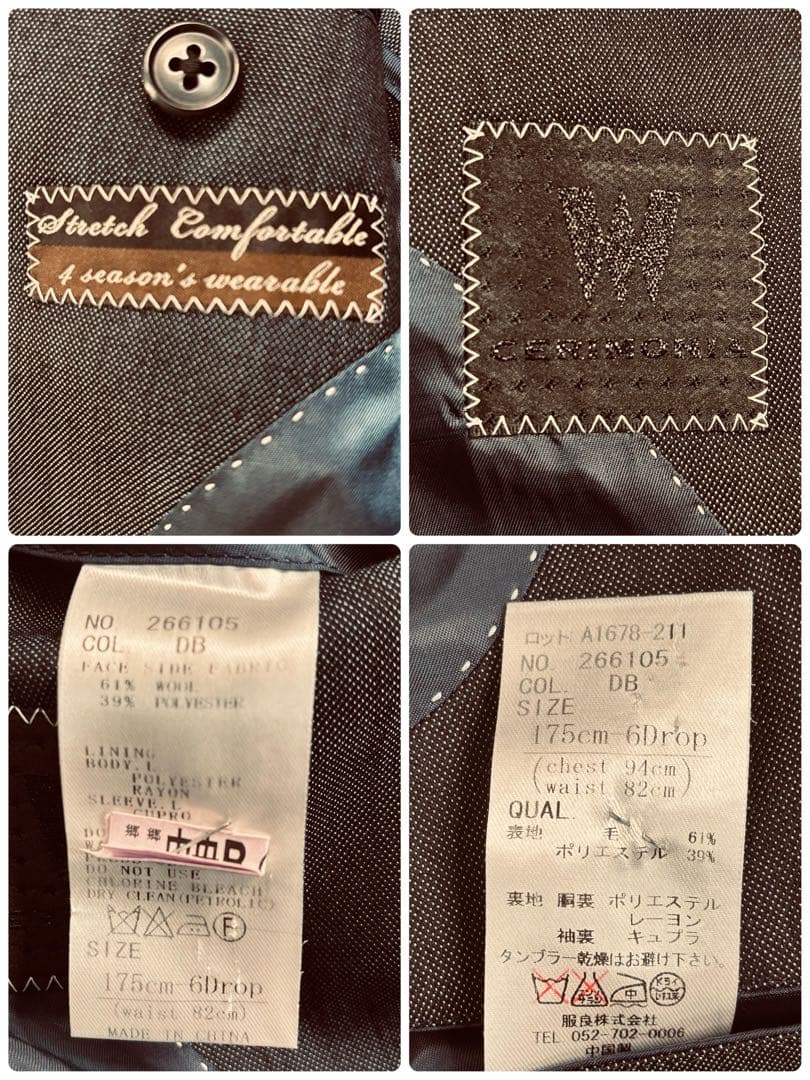 Stretch Comfortable
4 season's wearable
W
CERIMONIA
NO 266105
COL. DB
FACE SIDE FABRIC
61% WOOL
39% POLYESTER
LINING
BODY.L
POLYESTER
RAYON
SLEEVE.L
CUPRO
郷 郷
DO NOT USE
CHLORINE BLEACH
DRY CLEAN(PETROLIC)
F
SIZE
175cm-6Drop
(waist 82cm)
MADE IN CHINA
ロット A1678-211
NO. 266105
COL. DB
SIZE
175cm-6Drop
(chest 94cm)
(waist 82cm)
QUAL.
表地 毛 61%
ポリエステル 39%
裏地 胴裏 ポリエステル
レーヨン
袖裏 キュプラ
タンブラー乾燥はお避け下さい。
中 ドライ
服良株式会社
TEL 052-702-0006
中国製